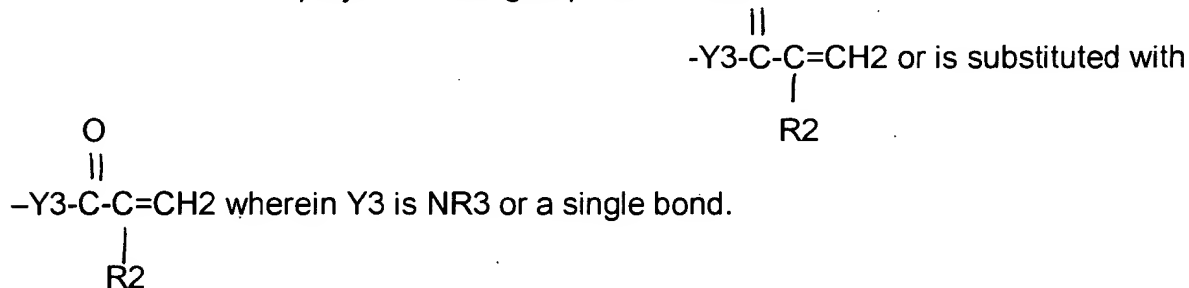 ||
-Y3-C-C=CH2 or is substituted with
|
R2
O
||
–Y3-C-C=CH2 wherein Y3 is NR3 or a single bond.
|
R2